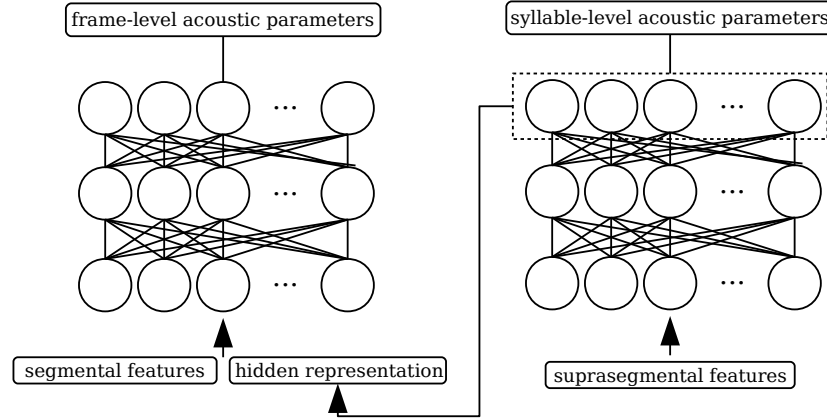 frame-level acoustic parameters
syllable-level acoustic parameters
...
...
...
...
...
...
segmental features
hidden representation
suprasegmental features